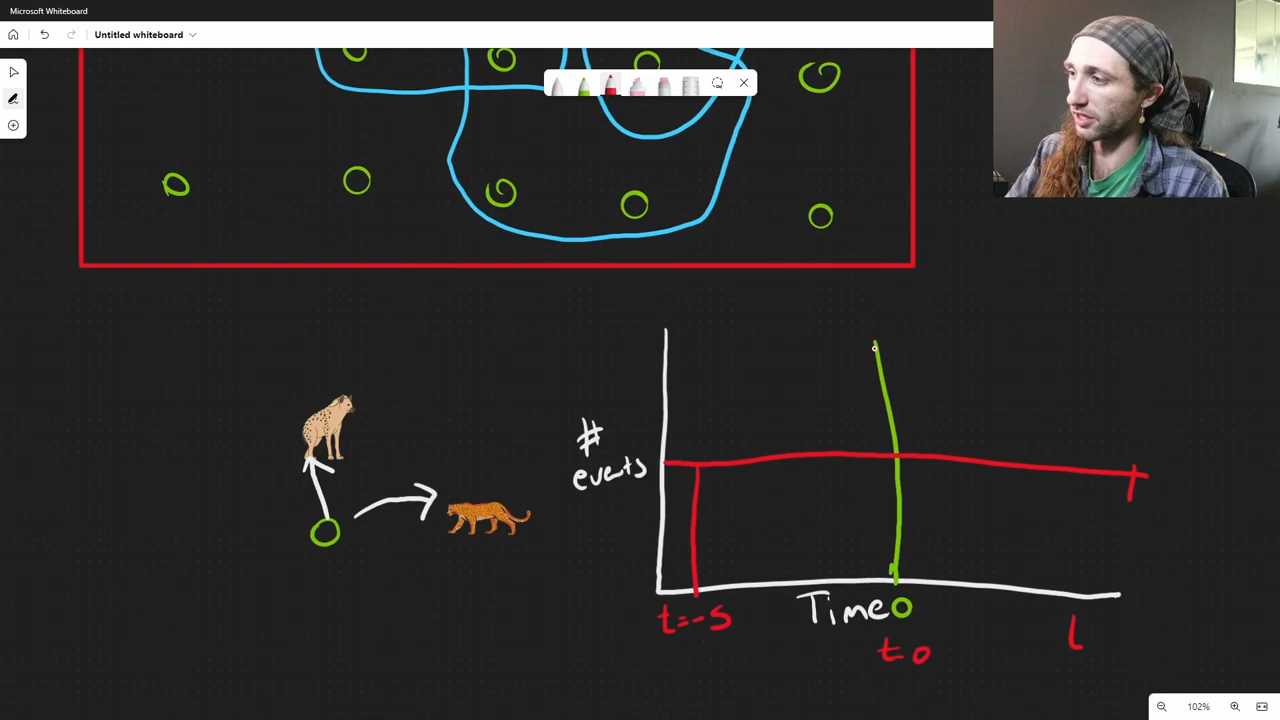 Microsoft Whiteboard
Untitled whiteboard
#
events
t=-5
Time
t0
102%